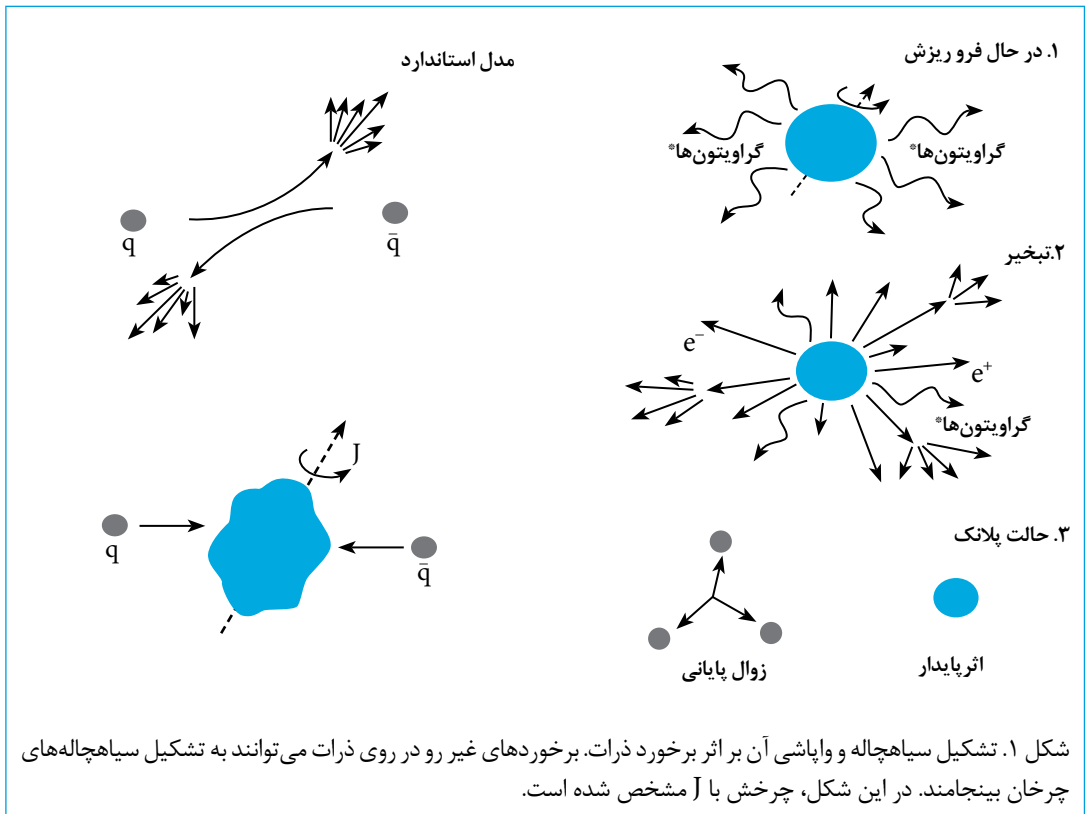 مدل استاندارد
q
q̄
J
q
q̄
۱. در حال فرو ریزش
گراویتون‌ها*
گراویتون‌ها*
۲.تبخیر
e⁻
e⁺
گراویتون‌ها*
۳. حالت پلانک
زوال پایانی
اثرپایدار
شکل ۱. تشکیل سیاهچاله و واپاشی آن بر اثر برخورد ذرات. برخوردهای غیر رو در روی ذرات می‌توانند به تشکیل سیاهچاله‌های
چرخان بینجامند. در این شکل، چرخش با J مشخص شده است.